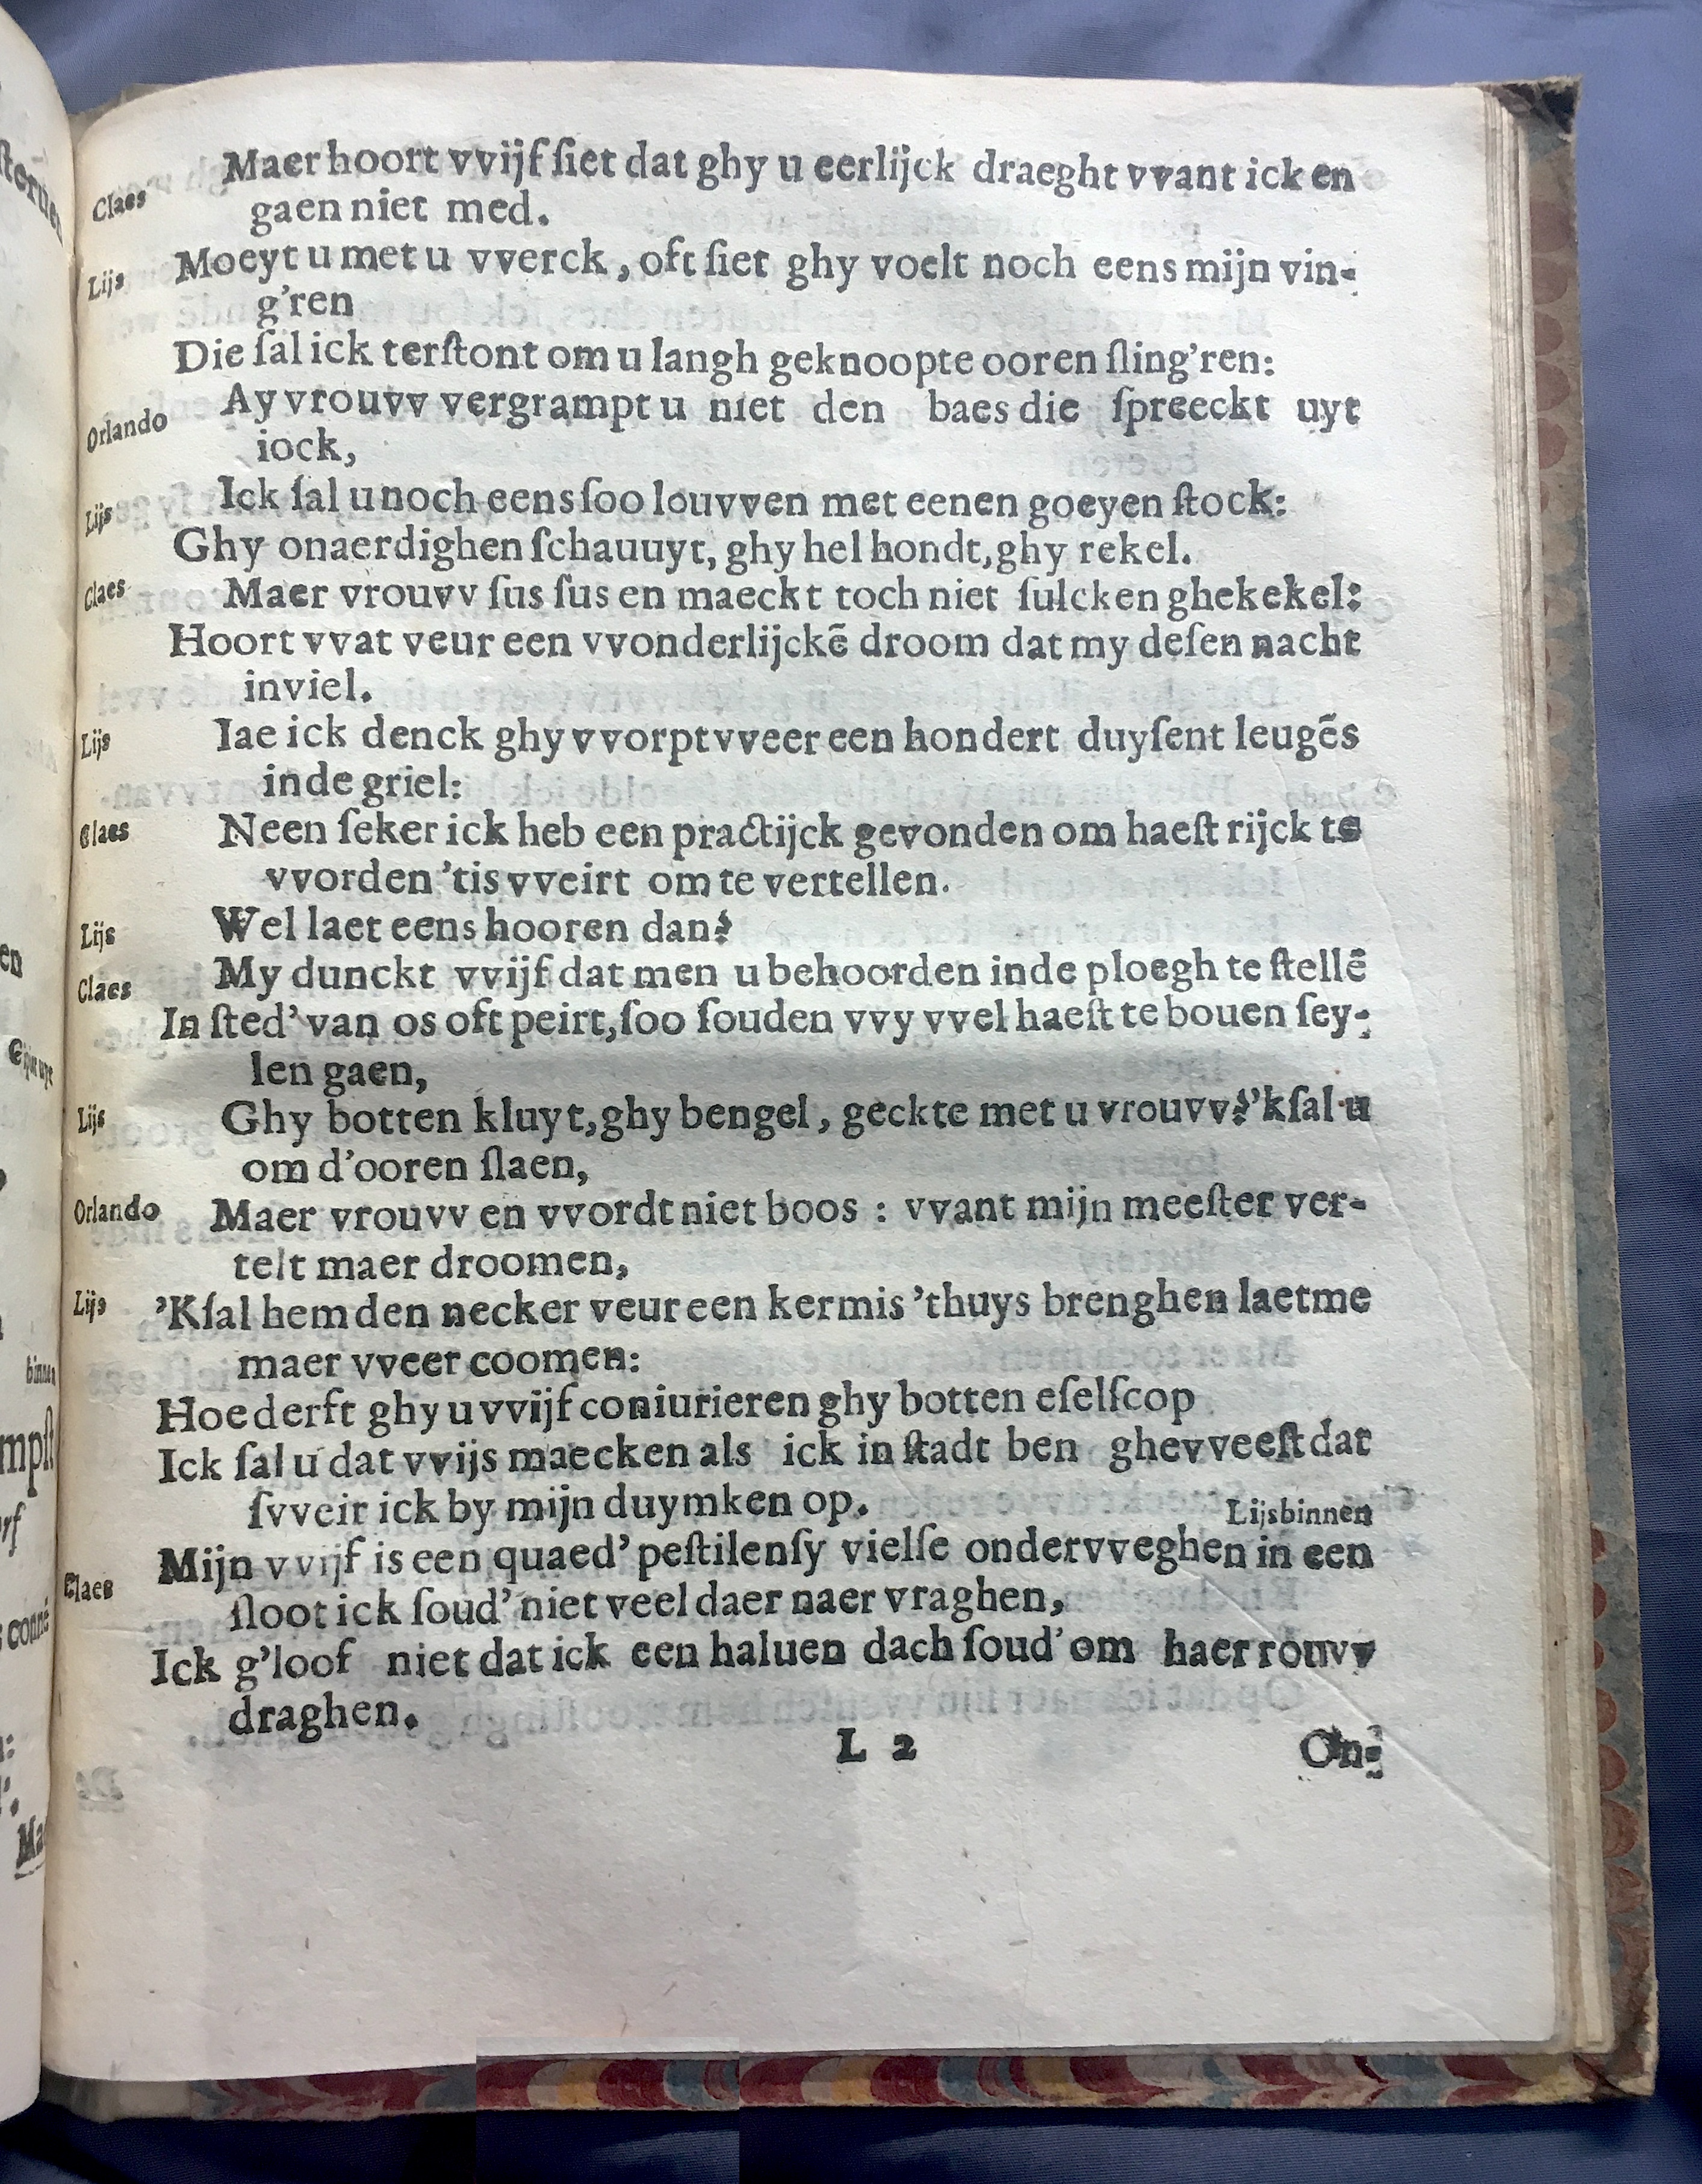 Claes Maer hoort vvijf ſiet dat ghy u eerlijck draeght vvant ick en
gaen niet med.
Lijs Moeyt u met u vverck, oft ſiet ghy voelt noch eens mijn vin-
g'ren
Die ſal ick terſtont om u langh geknoopte ooren ſling'ren:
Orlando Ay vrouvv vergrampt u niet den baes die ſpreeckt uyt
iock,
Lijs Ick ſal u noch eens ſoo louvven met eenen goeyen ſtock:
Ghy onaerdighen ſchauuyt, ghy hel hondt, ghy rekel.
Claes Maer vrouvv ſus ſus en maeckt toch niet ſulcken ghekekel:
Hoort vvat veur een vvonderlijckē droom dat my deſen nacht
inviel.
Lijs Iae ick denck ghy vvorpt vveer een hondert duyſent leugēs
inde griel:
Claes Neen ſeker ick heb een practijck gevonden om haeſt rijck te
vvorden 'tis vveirt om te vertellen.
Lijs Wel laet eens hooren dan?
Claes My dunckt vvijf dat men u behoorden inde ploegh te ſtellē
In ſted' van os oft peirt, ſoo ſouden vvy vvel haeſt te bouen ſey-
len gaen,
Lijs Ghy botten kluyt, ghy bengel, geckte met u vrouvv?'kſal u
om d'ooren ſlaen,
Orlando Maer vrouvv en vvordt niet boos : vvant mijn meeſter ver-
telt maer droomen,
Lijs 'Kſal hem den necker veur een kermis 'thuys brenghen laetme
maer vveer coomen:
Hoe derft ghy u vvijf coniurieren ghy botten eſelſcop
Ick ſal u dat vvijs maecken als ick in ſtadt ben ghevveeſt dat
ſvveir ick by mijn duymken op.
Lijs binnen
Claes Mijn vvijf is een quaed' peſtilenſy vielſe ondervveghen in een
ſloot ick ſoud' niet veel daer naer vraghen,
Ick g'loof niet dat ick een haluen dach ſoud' om haer rouvv
draghen.
L 2
On-